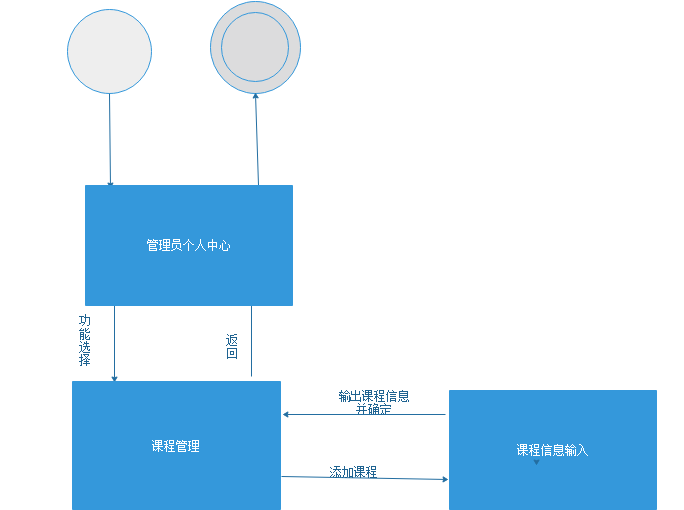 管理员个人中心
功能选择
返回
输出课程信息
并确定
课程管理
课程信息输入
添加课程